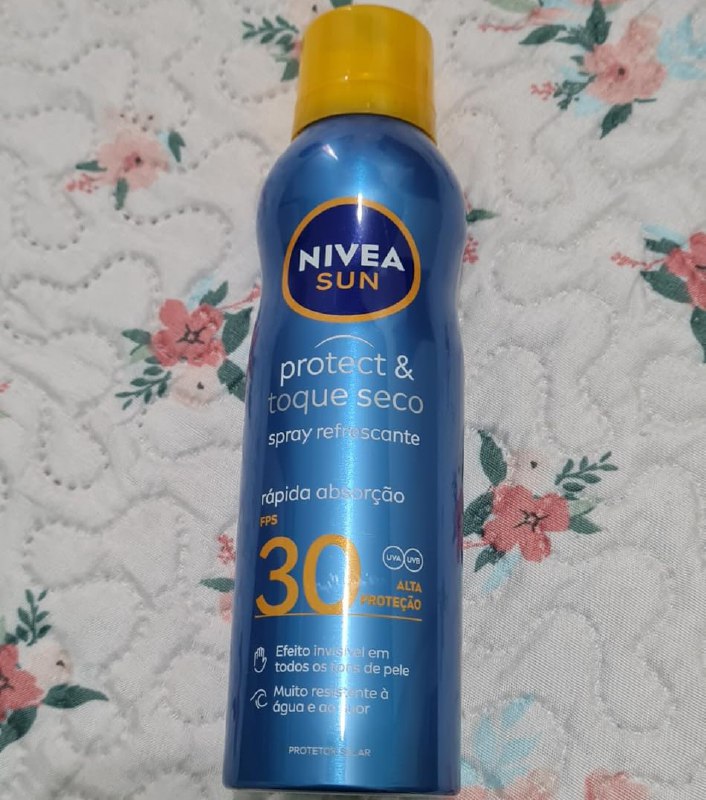 NIVEA
SUN
protect &
toque seco
spray refrescante
rápida absorção
FPS
30
UVA UVB
ALTA
PROTEÇÃO
Efeito invisível em
todos os tons de pele
Muito resistente à
água e ao suor
PROTETOR SOLAR